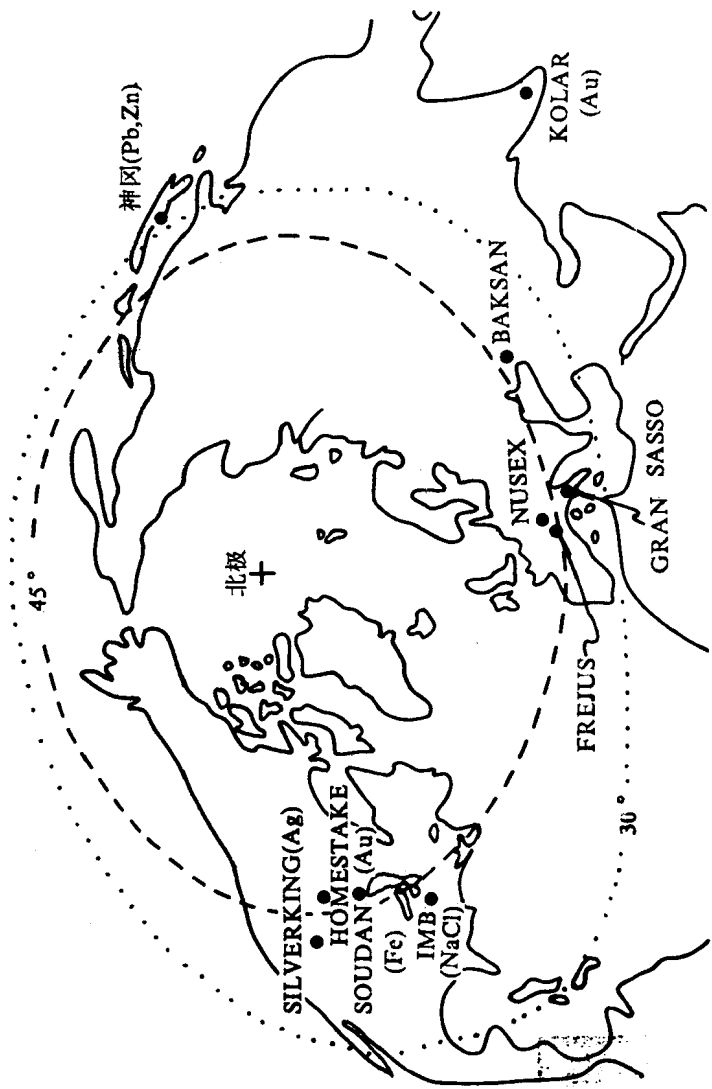 神冈(Pb,Zn)
KOLAR
(Au)
45°
北极
BAKSAN
NUSEX
GRAN SASSO
FREJUS
30°
SILVERKING(Ag)
HOMESTAKE
(Au)
SOUDAN
(Fe)
IMB
(NaCl)